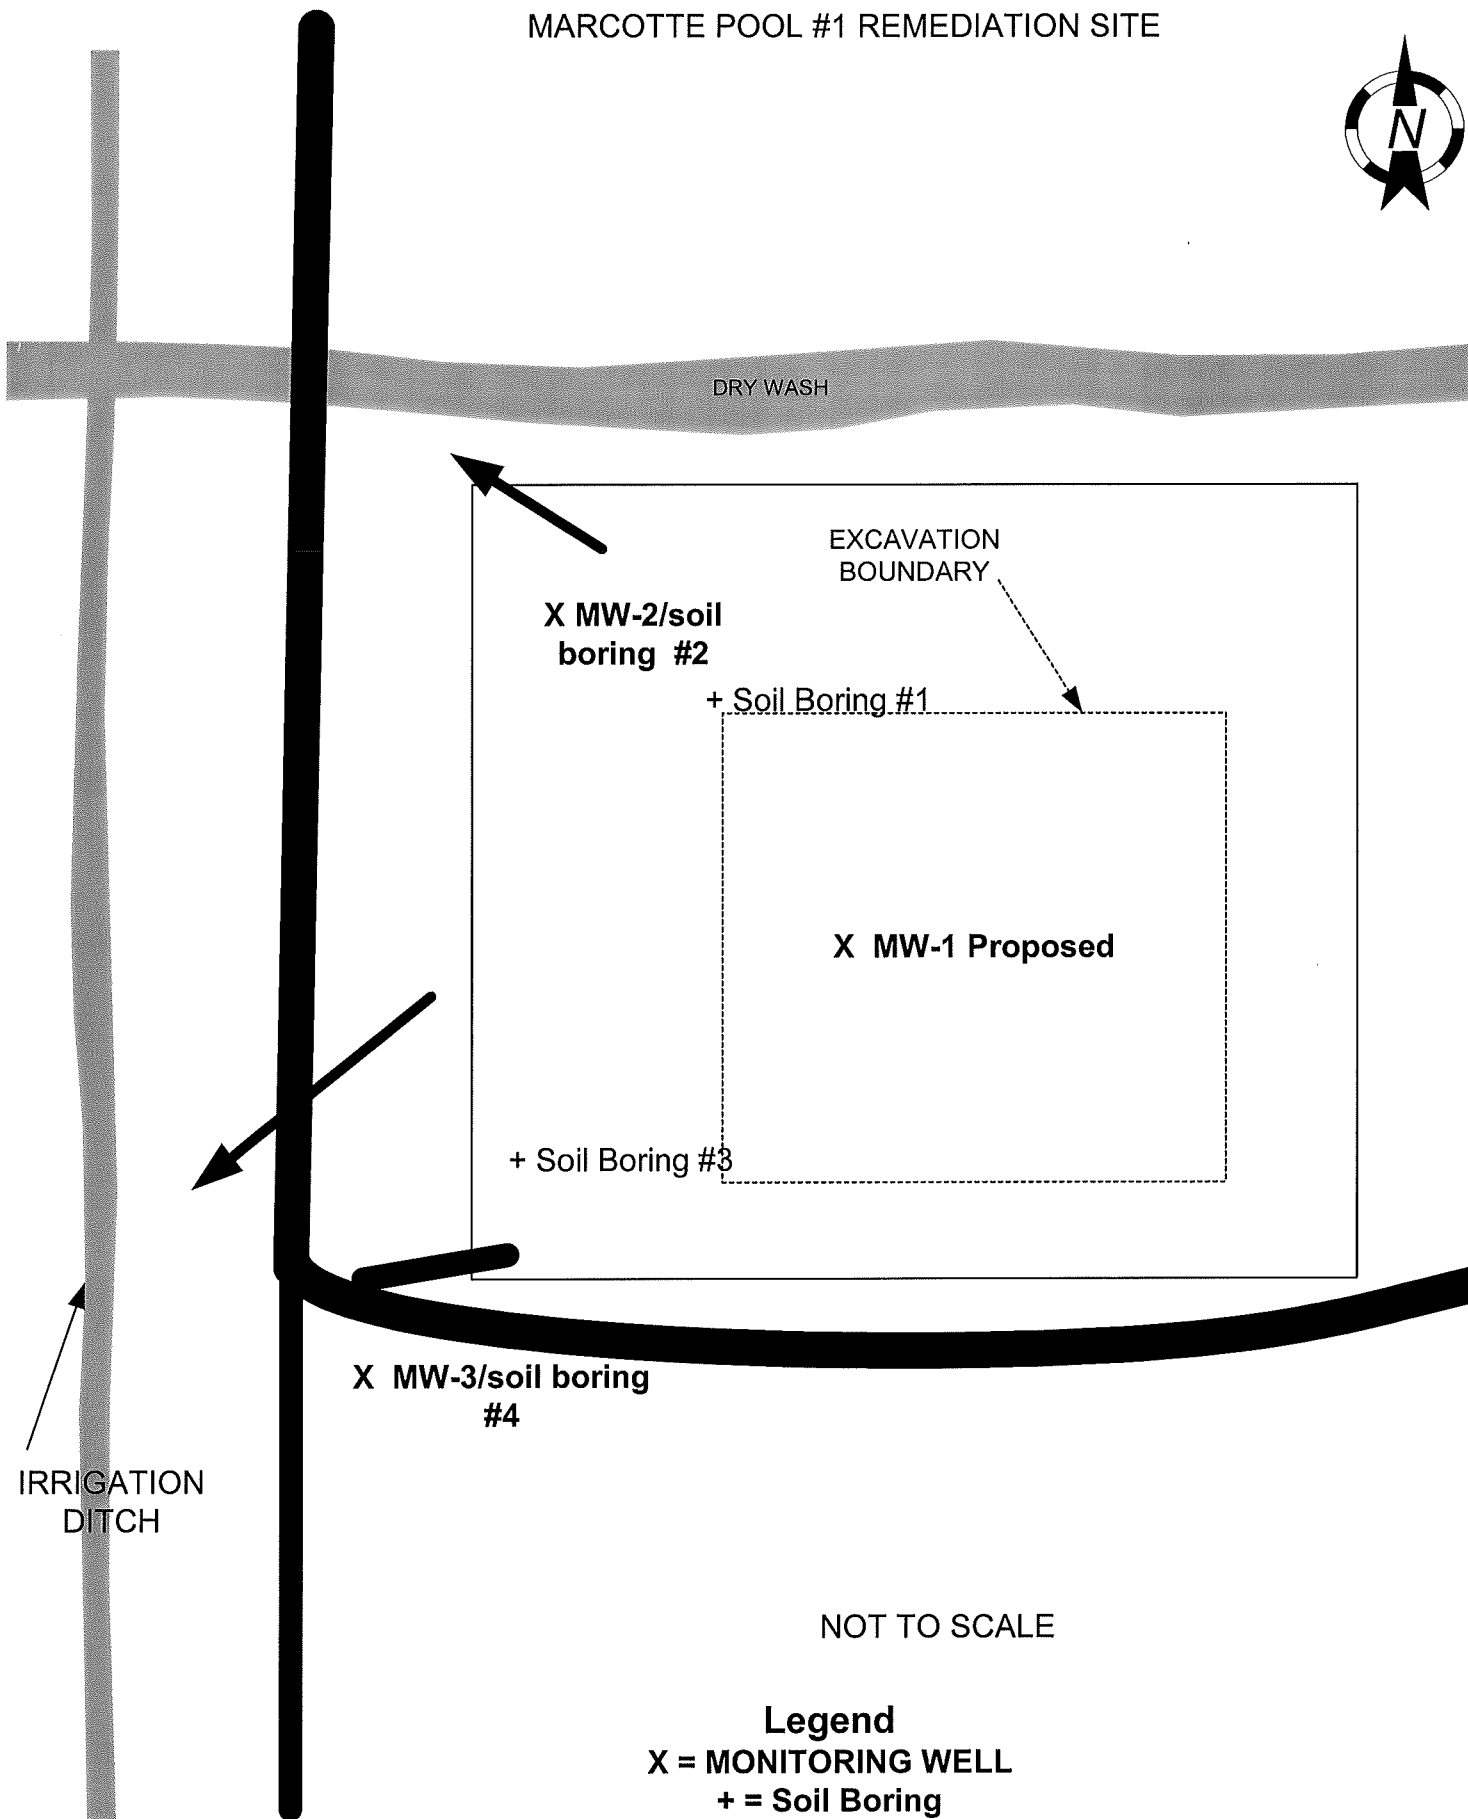 MARCOTTE POOL #1 REMEDIATION SITE
N
DRY WASH
EXCAVATION
BOUNDARY
X MW-2/soil
boring #2
+ Soil Boring #1
X MW-1 Proposed
+ Soil Boring #3
X MW-3/soil boring
#4
IRRIGATION
DITCH
NOT TO SCALE
Legend
X = MONITORING WELL
+ = Soil Boring